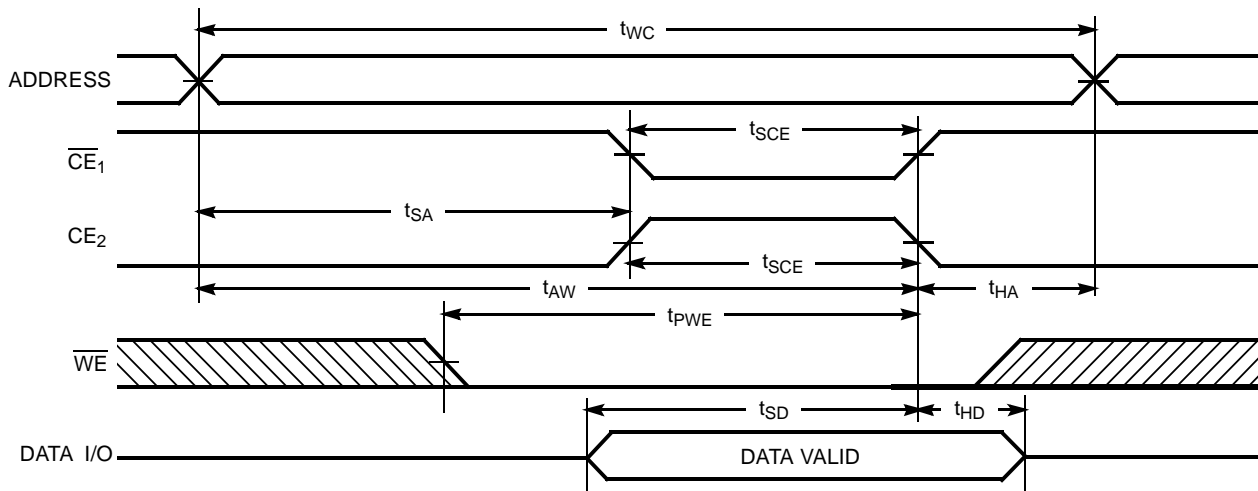 tWC
ADDRESS
tSCE
CE1
tSA
CE2
tSCE
tAW
tHA
tPWE
WE
tSD
tHD
DATA I/O
DATA VALID